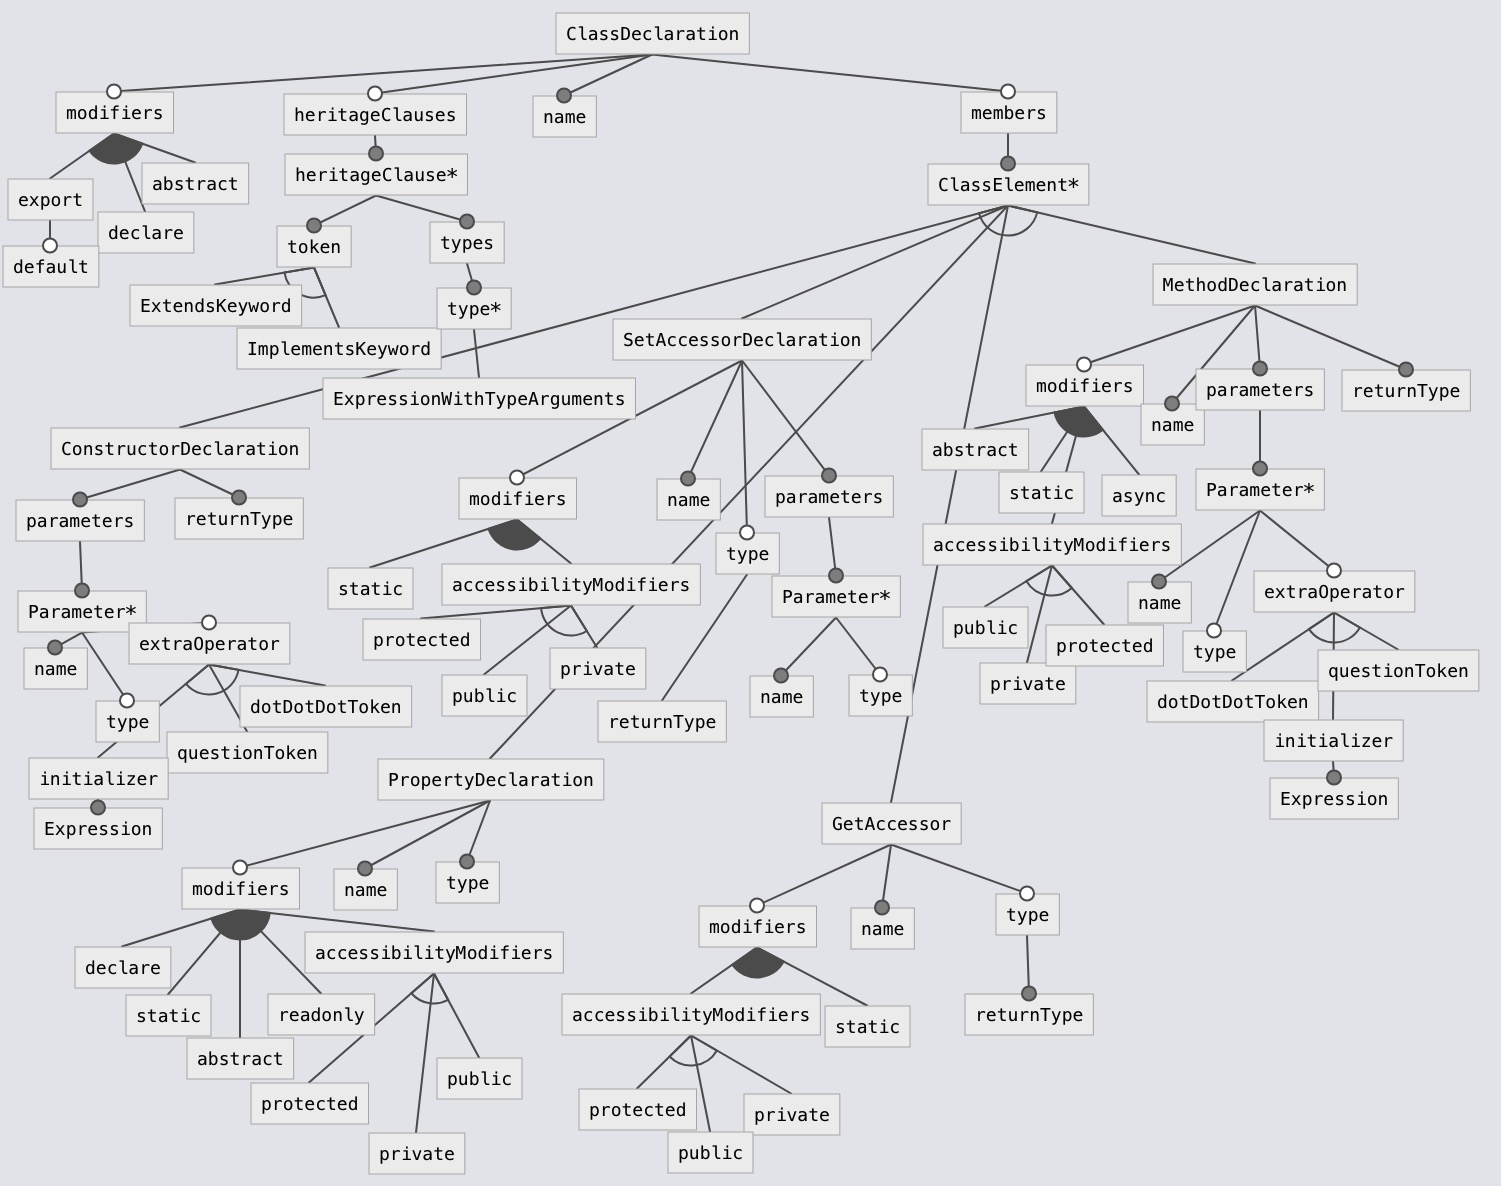 ClassDeclaration
modifiers
heritageClauses
name
members
export
declare
abstract
default
heritageClause*
token
types
ExtendsKeyword
ImplementsKeyword
type*
ExpressionWithTypeArguments
ClassElement*
ConstructorDeclaration
parameters
returnType
Parameter*
name
type
extraOperator
initializer
questionToken
dotDotDotToken
Expression
SetAccessorDeclaration
modifiers
name
type
parameters
static
accessibilityModifiers
protected
public
private
returnType
Parameter*
name
type
PropertyDeclaration
modifiers
name
type
declare
static
abstract
readonly
accessibilityModifiers
protected
private
public
GetAccessor
modifiers
name
type
accessibilityModifiers
static
returnType
protected
public
private
MethodDeclaration
modifiers
name
parameters
returnType
abstract
static
async
accessibilityModifiers
public
private
protected
Parameter*
name
type
extraOperator
dotDotDotToken
initializer
questionToken
Expression